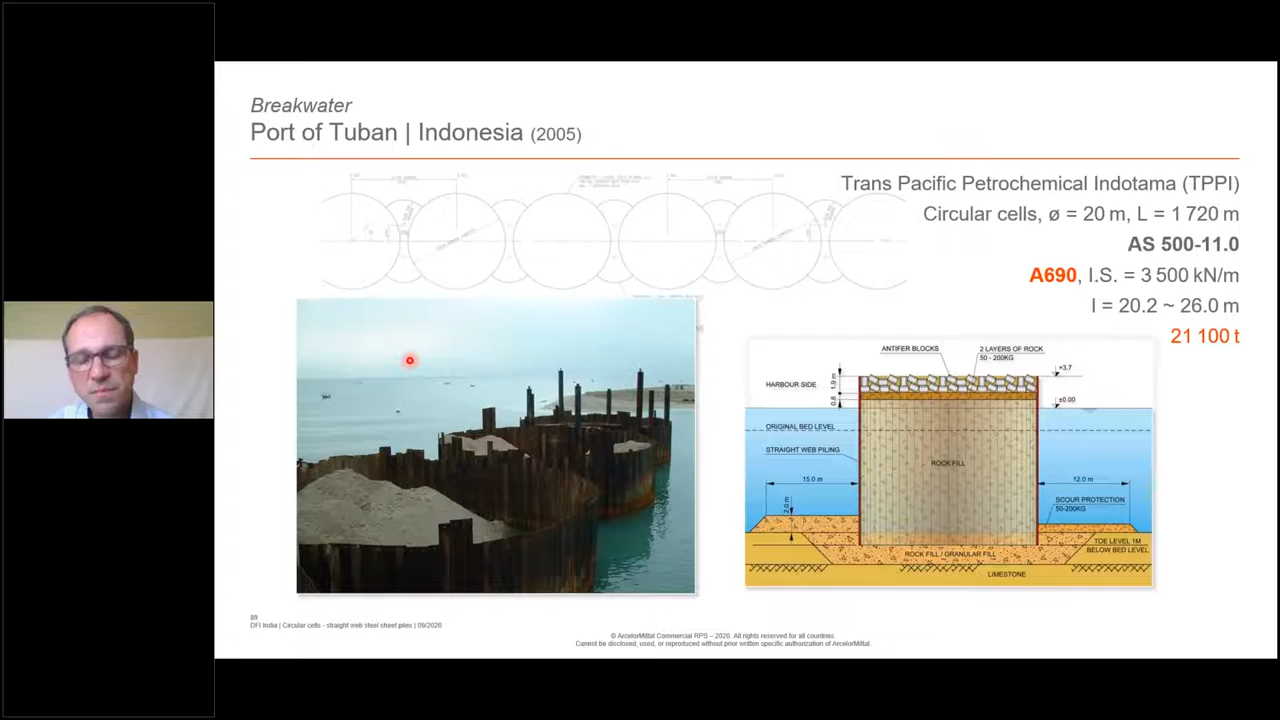 Breakwater
Port of Tuban | Indonesia (2005)
Trans Pacific Petrochemical Indotama (TPPI)
Circular cells, ø = 20 m, L = 1 720 m
AS 500-11.0
A690, I.S. = 3 500 kN/m
l = 20.2 ~ 26.0 m
21 100 t
ANTIFER BLOCKS
2 LAYERS OF ROCK
50 - 200KG
HARBOUR SIDE
1.9 m
0.8
+3.7
±0.00
ORIGINAL BED LEVEL
STRAIGHT WEB PILING
ROCK FILL
15.0 m
12.0 m
2.0 m
SCOUR PROTECTION
50-200KG
TOE LEVEL 1M
BELOW BED LEVEL
ROCK FILL / GRANULAR FILL
LIMESTONE
89
DFI India | Circular cells - straight web steel sheet piles | 09/2020
© ArcelorMittal Commercial RPS – 2020. All rights reserved for all countries.
Cannot be disclosed, used, or reproduced without prior written specific authorization of ArcelorMittal.